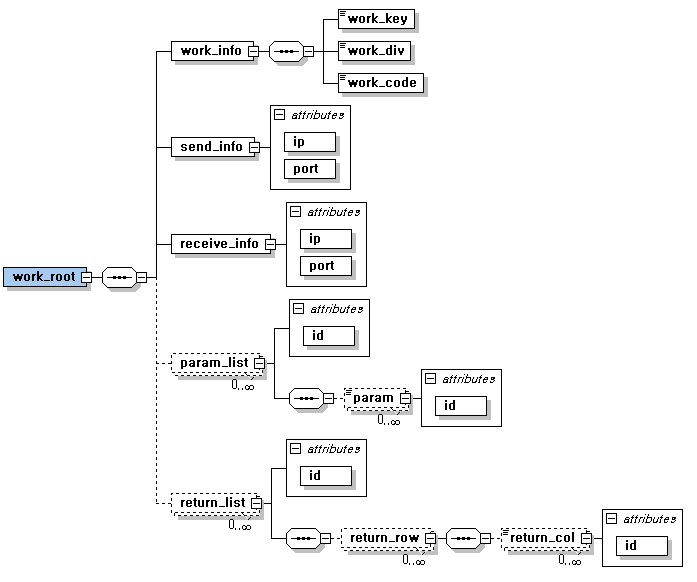 work_key
work_info
work_div
work_code
attributes
send_info
ip
port
attributes
receive_info
ip
port
work_root
attributes
id
param_list
0..∞
attributes
param
id
0..∞
attributes
id
return_list
0..∞
attributes
return_row
return_col
id
0..∞
0..∞